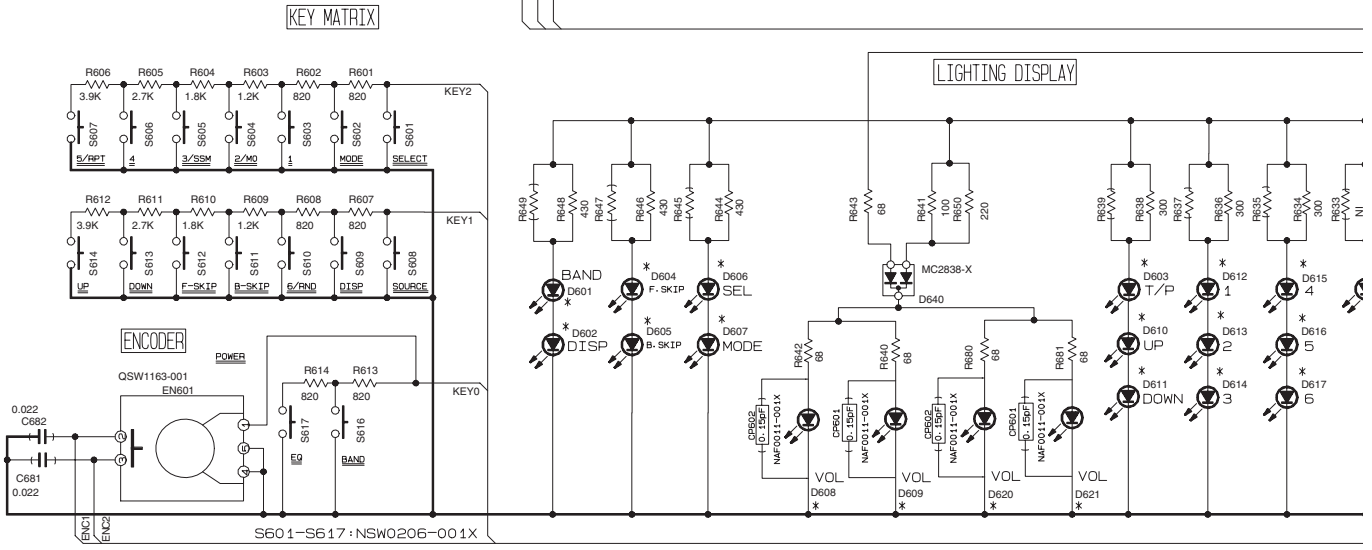 KEY MATRIX
R606 R605 R604 R603 R602 R601
3.9K 2.7K 1.8K 1.2K 820 820
KEY2
S607 S606 S605 S604 S603 S602 S601
5/RPT 4 3/SSM 2/MO 1 MODE SELECT
R612 R611 R610 R609 R608 R607
3.9K 2.7K 1.8K 1.2K 820 820
KEY1
S614 S613 S612 S611 S610 S609 S608
UP DOWN F-SKIP B-SKIP 6/RND DISP SOURCE
ENCODER
POWER
QSW1163-001
EN601
R614 R613
820 820
KEY0
S617 S616
EQ BAND
0.022
C682
C681
0.022
2
3
1
5
4
ENC1
ENC2
S601-S617:NSW0206-001X
LIGHTING DISPLAY
R649 R648 430 R647 R646 430 R645 R644 430
R643 68 R641 100 R650 220
R639 R638 300 R637 R636 300 R635 R634 300 R633
MC2838-X
D640
BAND
D601
*
*
D602
DISP
*
D604
F.SKIP
*
D605
B.SKIP
*
D606
SEL
*
D607
MODE
R642 68 R640 68 R680 68 R681 68
CP602 0.15pF NAF0011-001X
CP601 0.15pF NAF0011-001X
CP602 0.15pF NAF0011-001X
CP601 0.15pF NAF0011-001X
VOL VOL VOL VOL
D608 D609 D620 D621
* * * *
*
D603
T/P
*
D610
UP
*
D611
DOWN
*
D612
1
*
D613
2
*
D614
3
*
D615
4
*
D616
5
*
D617
6